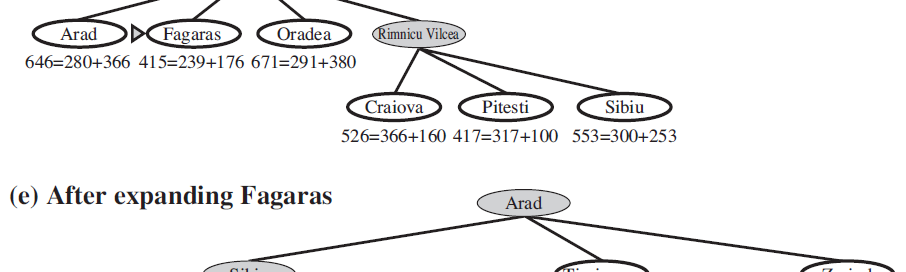 Arad Fagaras Oradea Rimnicu Vilcea
646=280+366 415=239+176 671=291+380
Craiova Pitesti Sibiu
526=366+160 417=317+100 553=300+253
(e) After expanding Fagaras
Arad